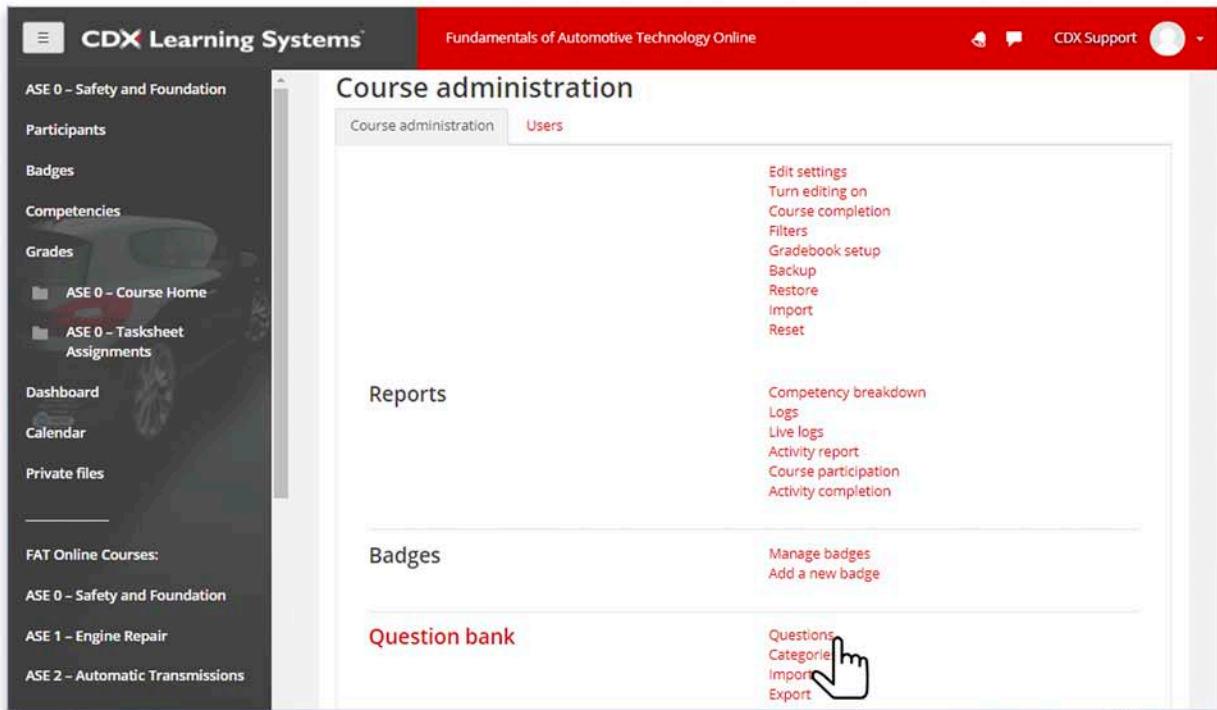 CDX Learning Systems
Fundamentals of Automotive Technology Online
CDX Support
ASE 0 – Safety and Foundation
Participants
Badges
Competencies
Grades
ASE 0 – Course Home
ASE 0 – Tasksheet
Assignments
Dashboard
Calendar
Private files
FAT Online Courses:
ASE 0 – Safety and Foundation
ASE 1 – Engine Repair
ASE 2 – Automatic Transmissions
Course administration
Course administration
Users
Edit settings
Turn editing on
Course completion
Filters
Gradebook setup
Backup
Restore
Import
Reset
Reports
Competency breakdown
Logs
Live logs
Activity report
Course participation
Activity completion
Badges
Manage badges
Add a new badge
Question bank
Questions
Categorie
Import
Export